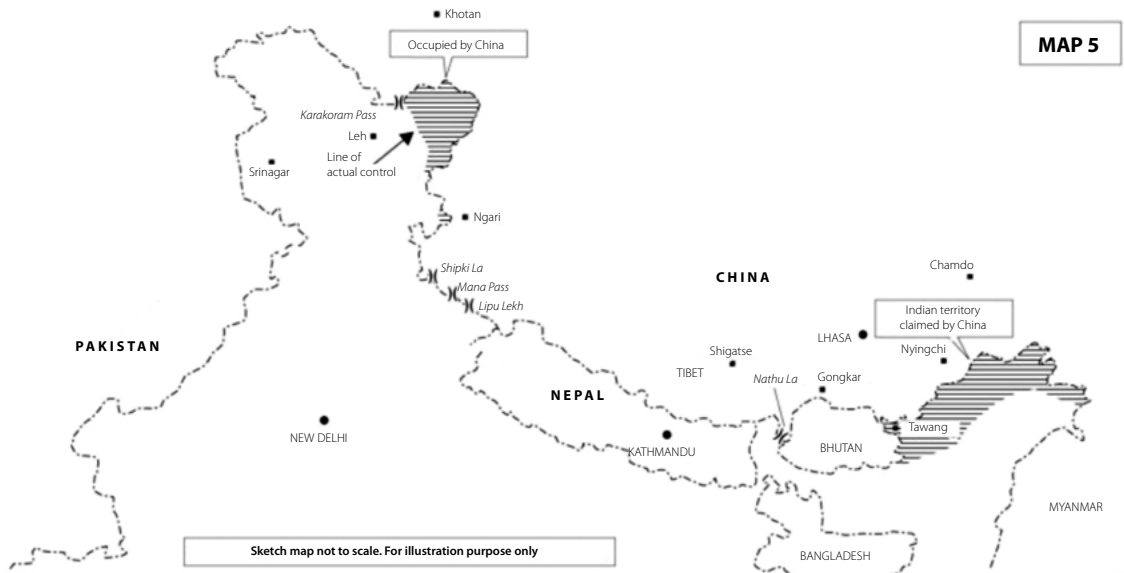 Khotan
Occupied by China
MAP 5
Karakoram Pass
Leh
Line of
actual control
Srinagar
Ngari
Shipki La
Mana Pass
Lipu Lekh
CHINA
Chamdo
Indian territory
claimed by China
PAKISTAN
LHASA
Nyingchi
Shigatse
TIBET
Nathu La
Gongkar
NEPAL
Tawang
NEW DELHI
KATHMANDU
BHUTAN
MYANMAR
Sketch map not to scale. For illustration purpose only
BANGLADESH